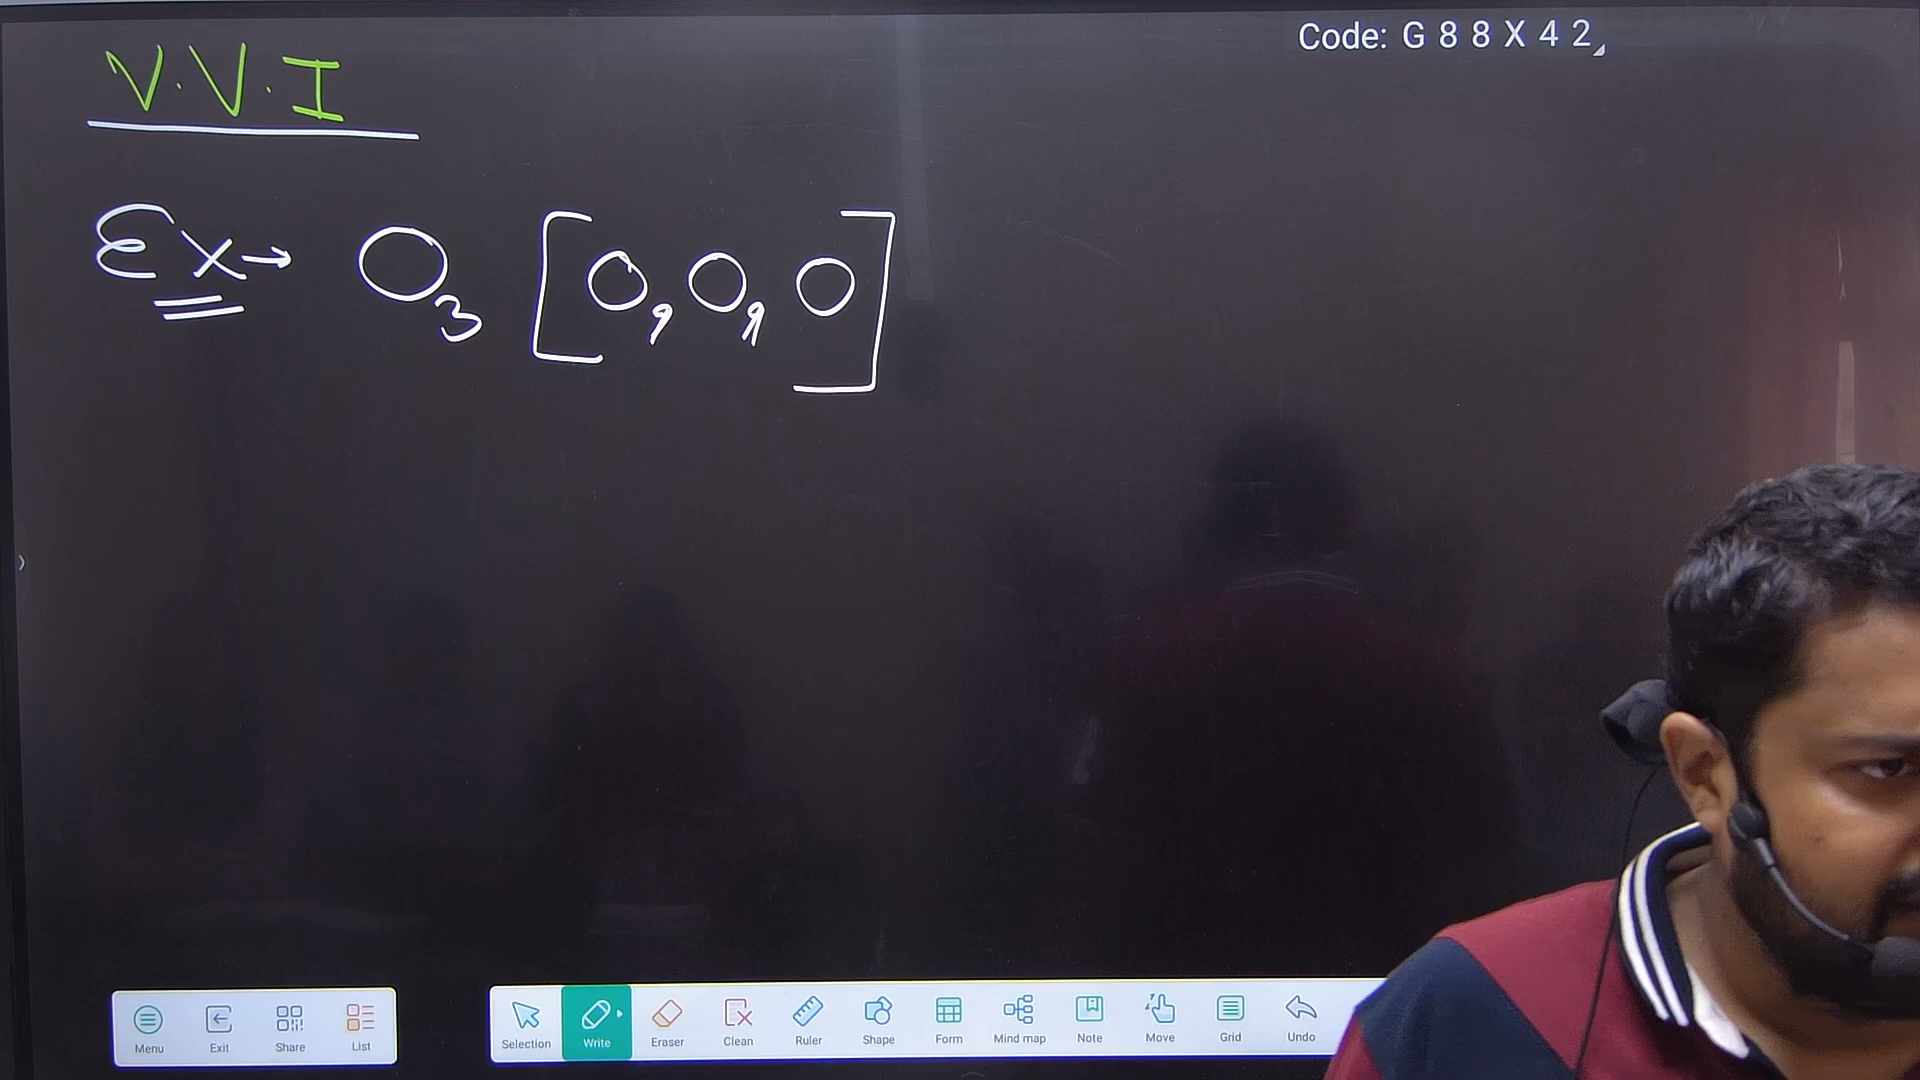 Code: G 8 8 X 4 2
V.V.I
Ex→ O3 [O, O, O]
Menu Exit Share List Selection Write Eraser Clean Ruler Shape Form Mind map Note Move Grid Undo